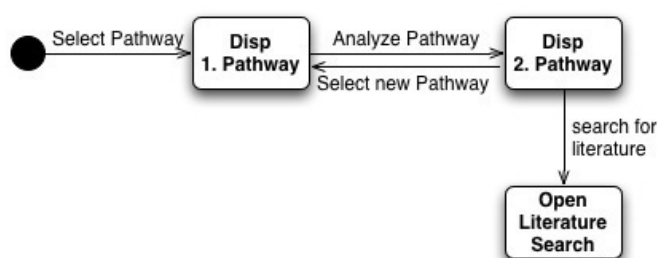 Select Pathway
Disp
1. Pathway
Analyze Pathway
Select new Pathway
Disp
2. Pathway
search for
literature
Open
Literature
Search